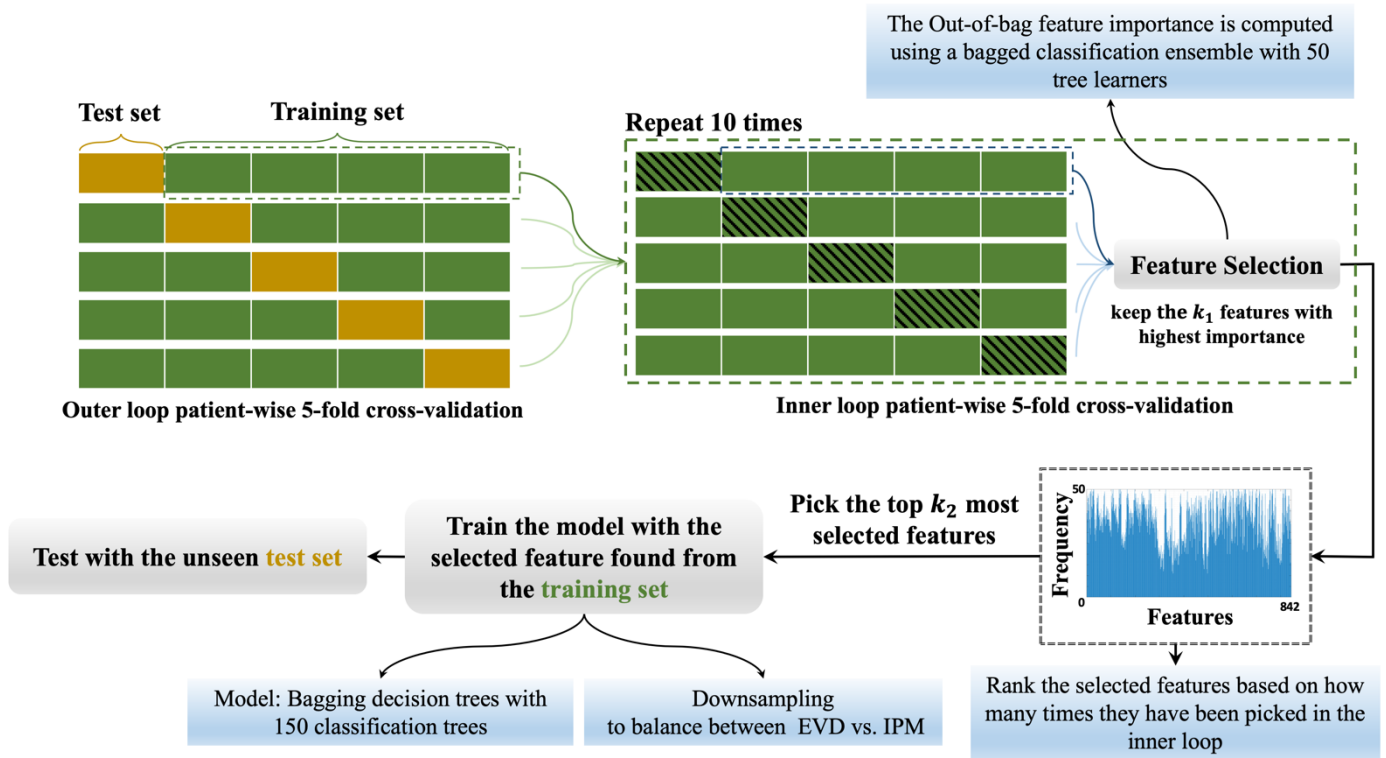 The Out-of-bag feature importance is computed
using a bagged classification ensemble with 50
tree learners
Test set
Training set
Repeat 10 times
Feature Selection
keep the k₁ features with
highest importance
Outer loop patient-wise 5-fold cross-validation
Inner loop patient-wise 5-fold cross-validation
Test with the unseen test set
Train the model with the
selected feature found from
the training set
Pick the top k₂ most
selected features
50
Frequency
0
842
Features
Model: Bagging decision trees with
150 classification trees
Downsampling
to balance between EVD vs. IPM
Rank the selected features based on how
many times they have been picked in the
inner loop